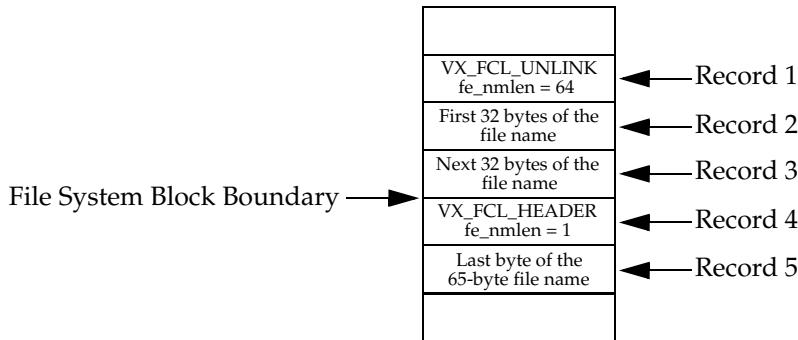 VX_FCL_UNLINK
fe_nmlen = 64
Record 1
First 32 bytes of the
file name
Record 2
Next 32 bytes of the
file name
Record 3
File System Block Boundary
VX_FCL_HEADER
fe_nmlen = 1
Record 4
Last byte of the
65-byte file name
Record 5